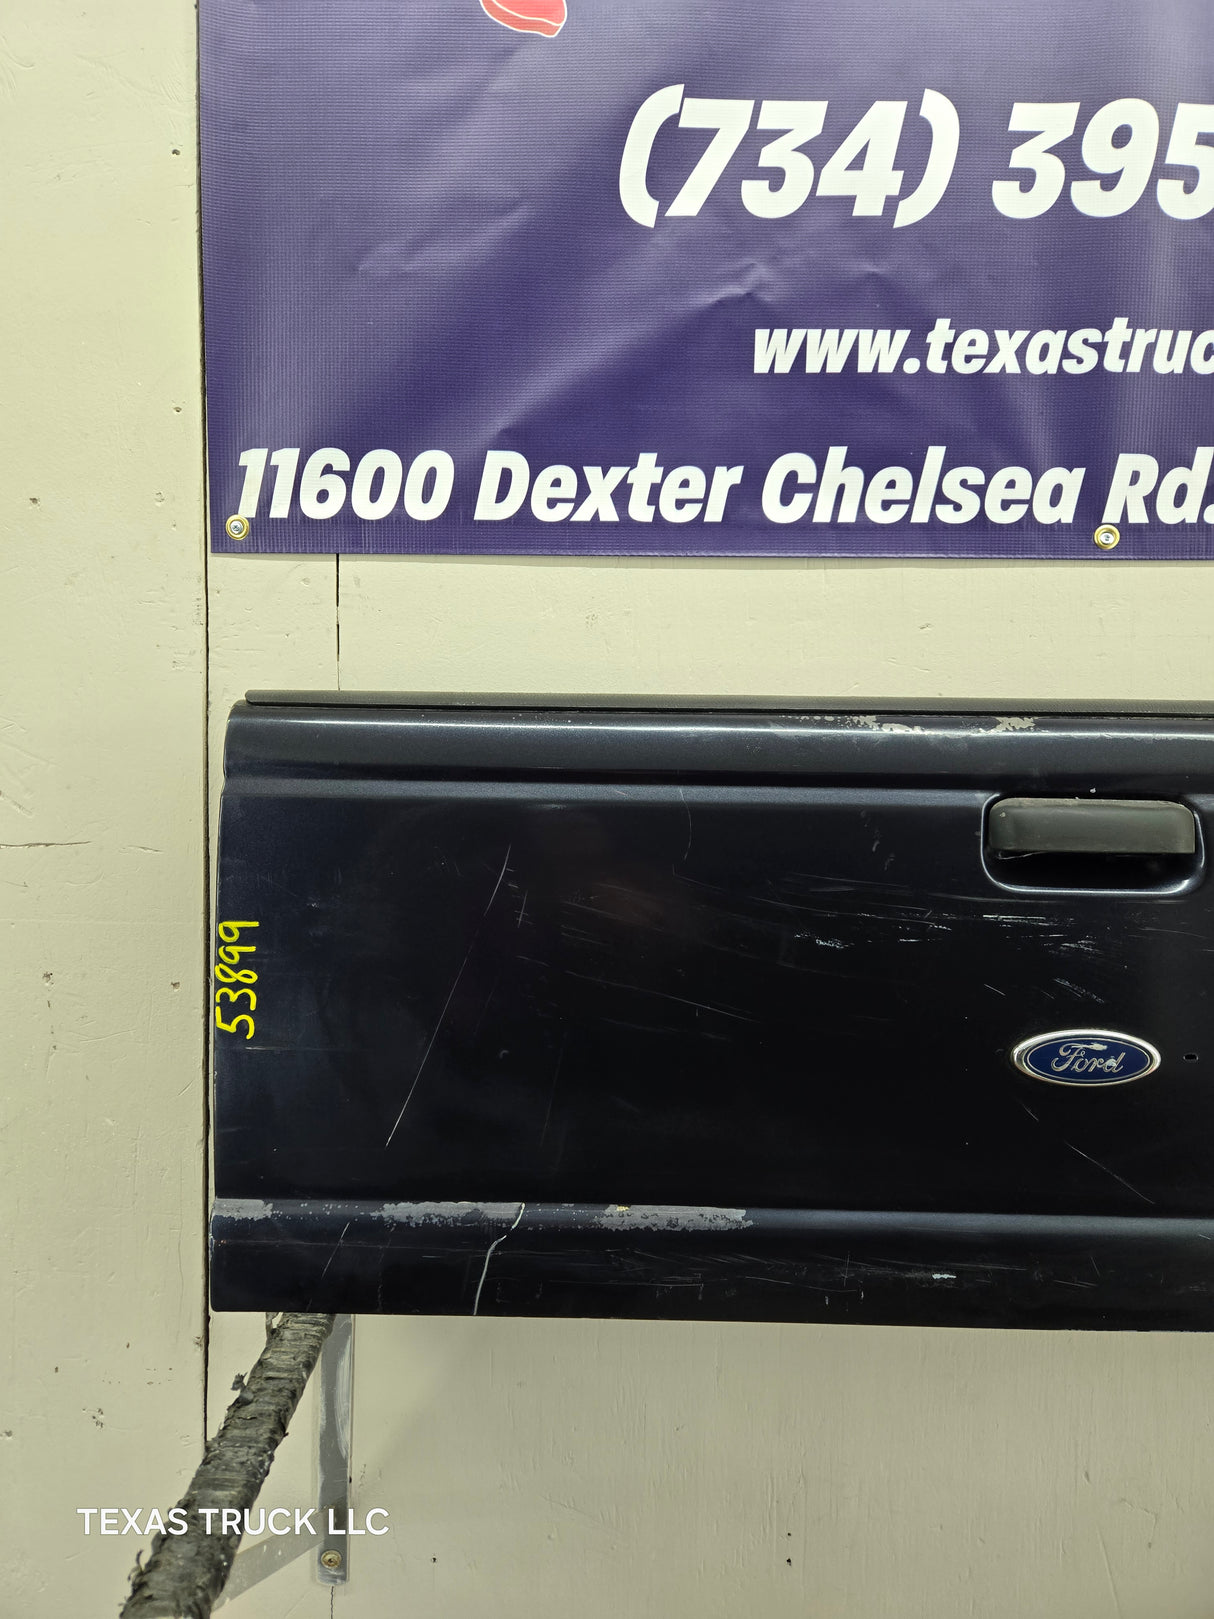 (734) 395
www.texastruc
11600 Dexter Chelsea Rd.
53899
Ford
TEXAS TRUCK LLC